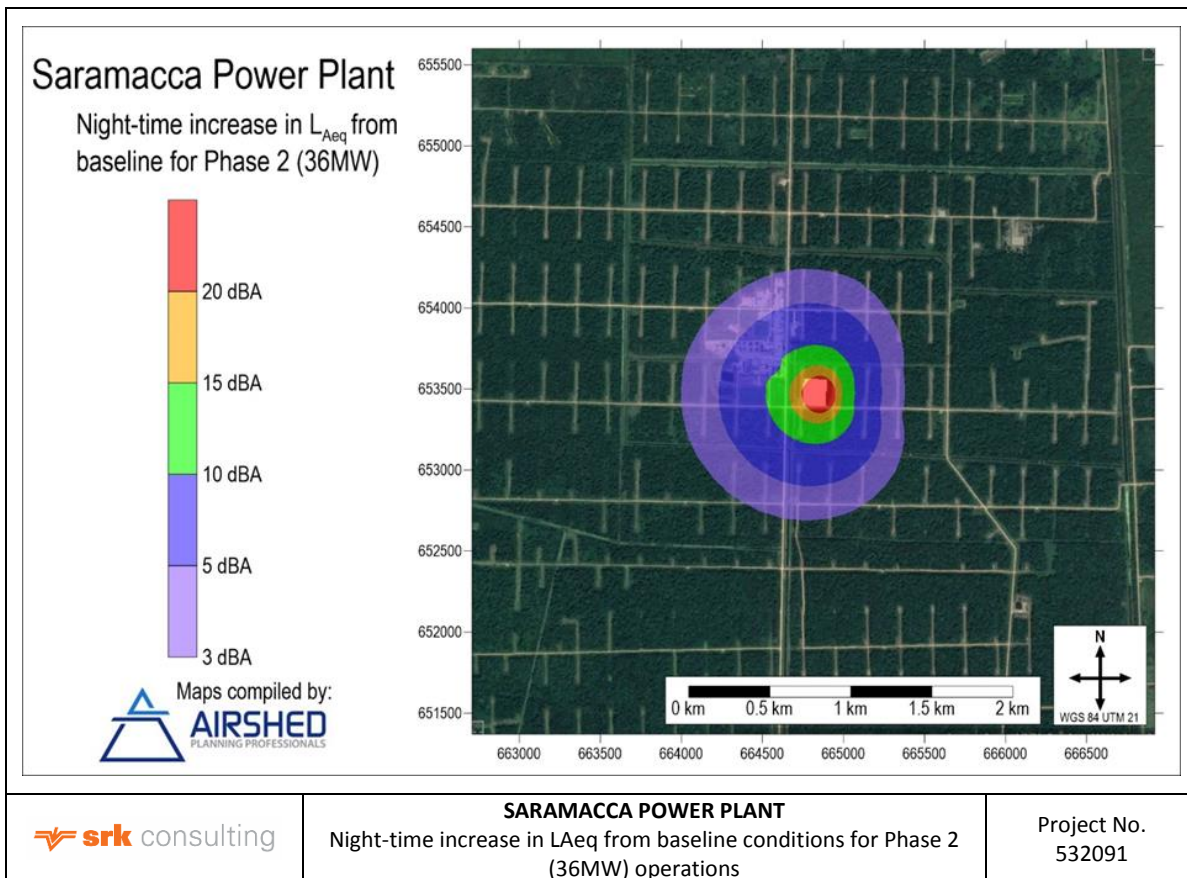 Saramacca Power Plant
Night-time increase in LAeq from
baseline for Phase 2 (36MW)
20 dBA
15 dBA
10 dBA
5 dBA
3 dBA
Maps compiled by:
AIRSHED
PLANNING PROFESSIONALS
655500
655000
654500
654000
653500
653000
652500
652000
651500
663000 663500 664000 664500 665000 665500 666000 666500
0 km 0.5 km 1 km 1.5 km 2 km
N
WGS 84 UTM 21
srk consulting
SARAMACCA POWER PLANT
Night-time increase in LAeq from baseline conditions for Phase 2
(36MW) operations
Project No.
532091